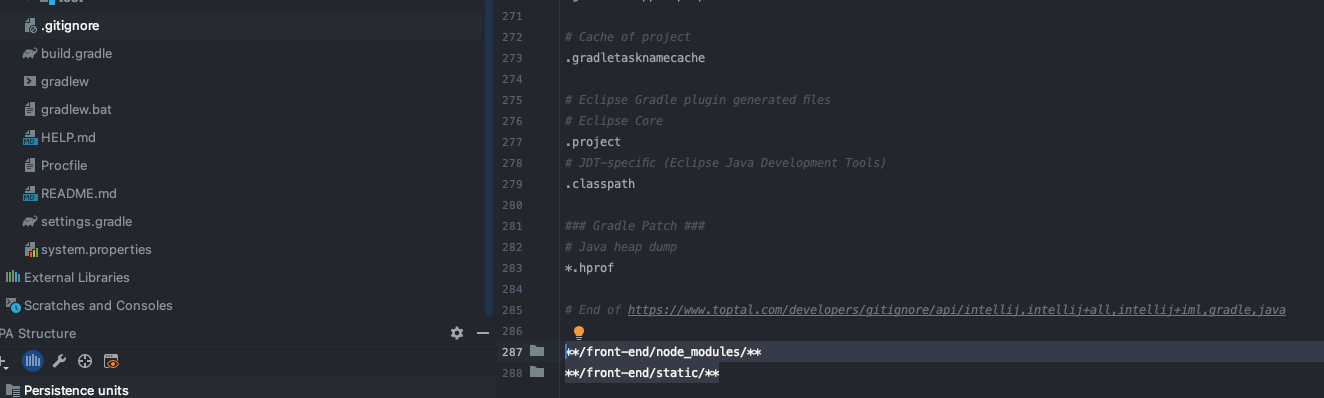 .gitignore
build.gradle
gradlew
gradlew.bat
HELP.md
Procfile
README.md
settings.gradle
system.properties
External Libraries
Scratches and Consoles
PA Structure
Persistence units
271
272 # Cache of project
273 .gradletasknamecache
274
275 # Eclipse Gradle plugin generated files
276 # Eclipse Core
277 .project
278 # JDT-specific (Eclipse Java Development Tools)
279 .classpath
280
281 ### Gradle Patch ###
282 # Java heap dump
283 *.hprof
284
285 # End of https://www.toptal.com/developers/gitignore/api/intellij,intellij+all,intellij+iml,gradle,java
286
287 **/front-end/node_modules/**
288 **/front-end/static/**